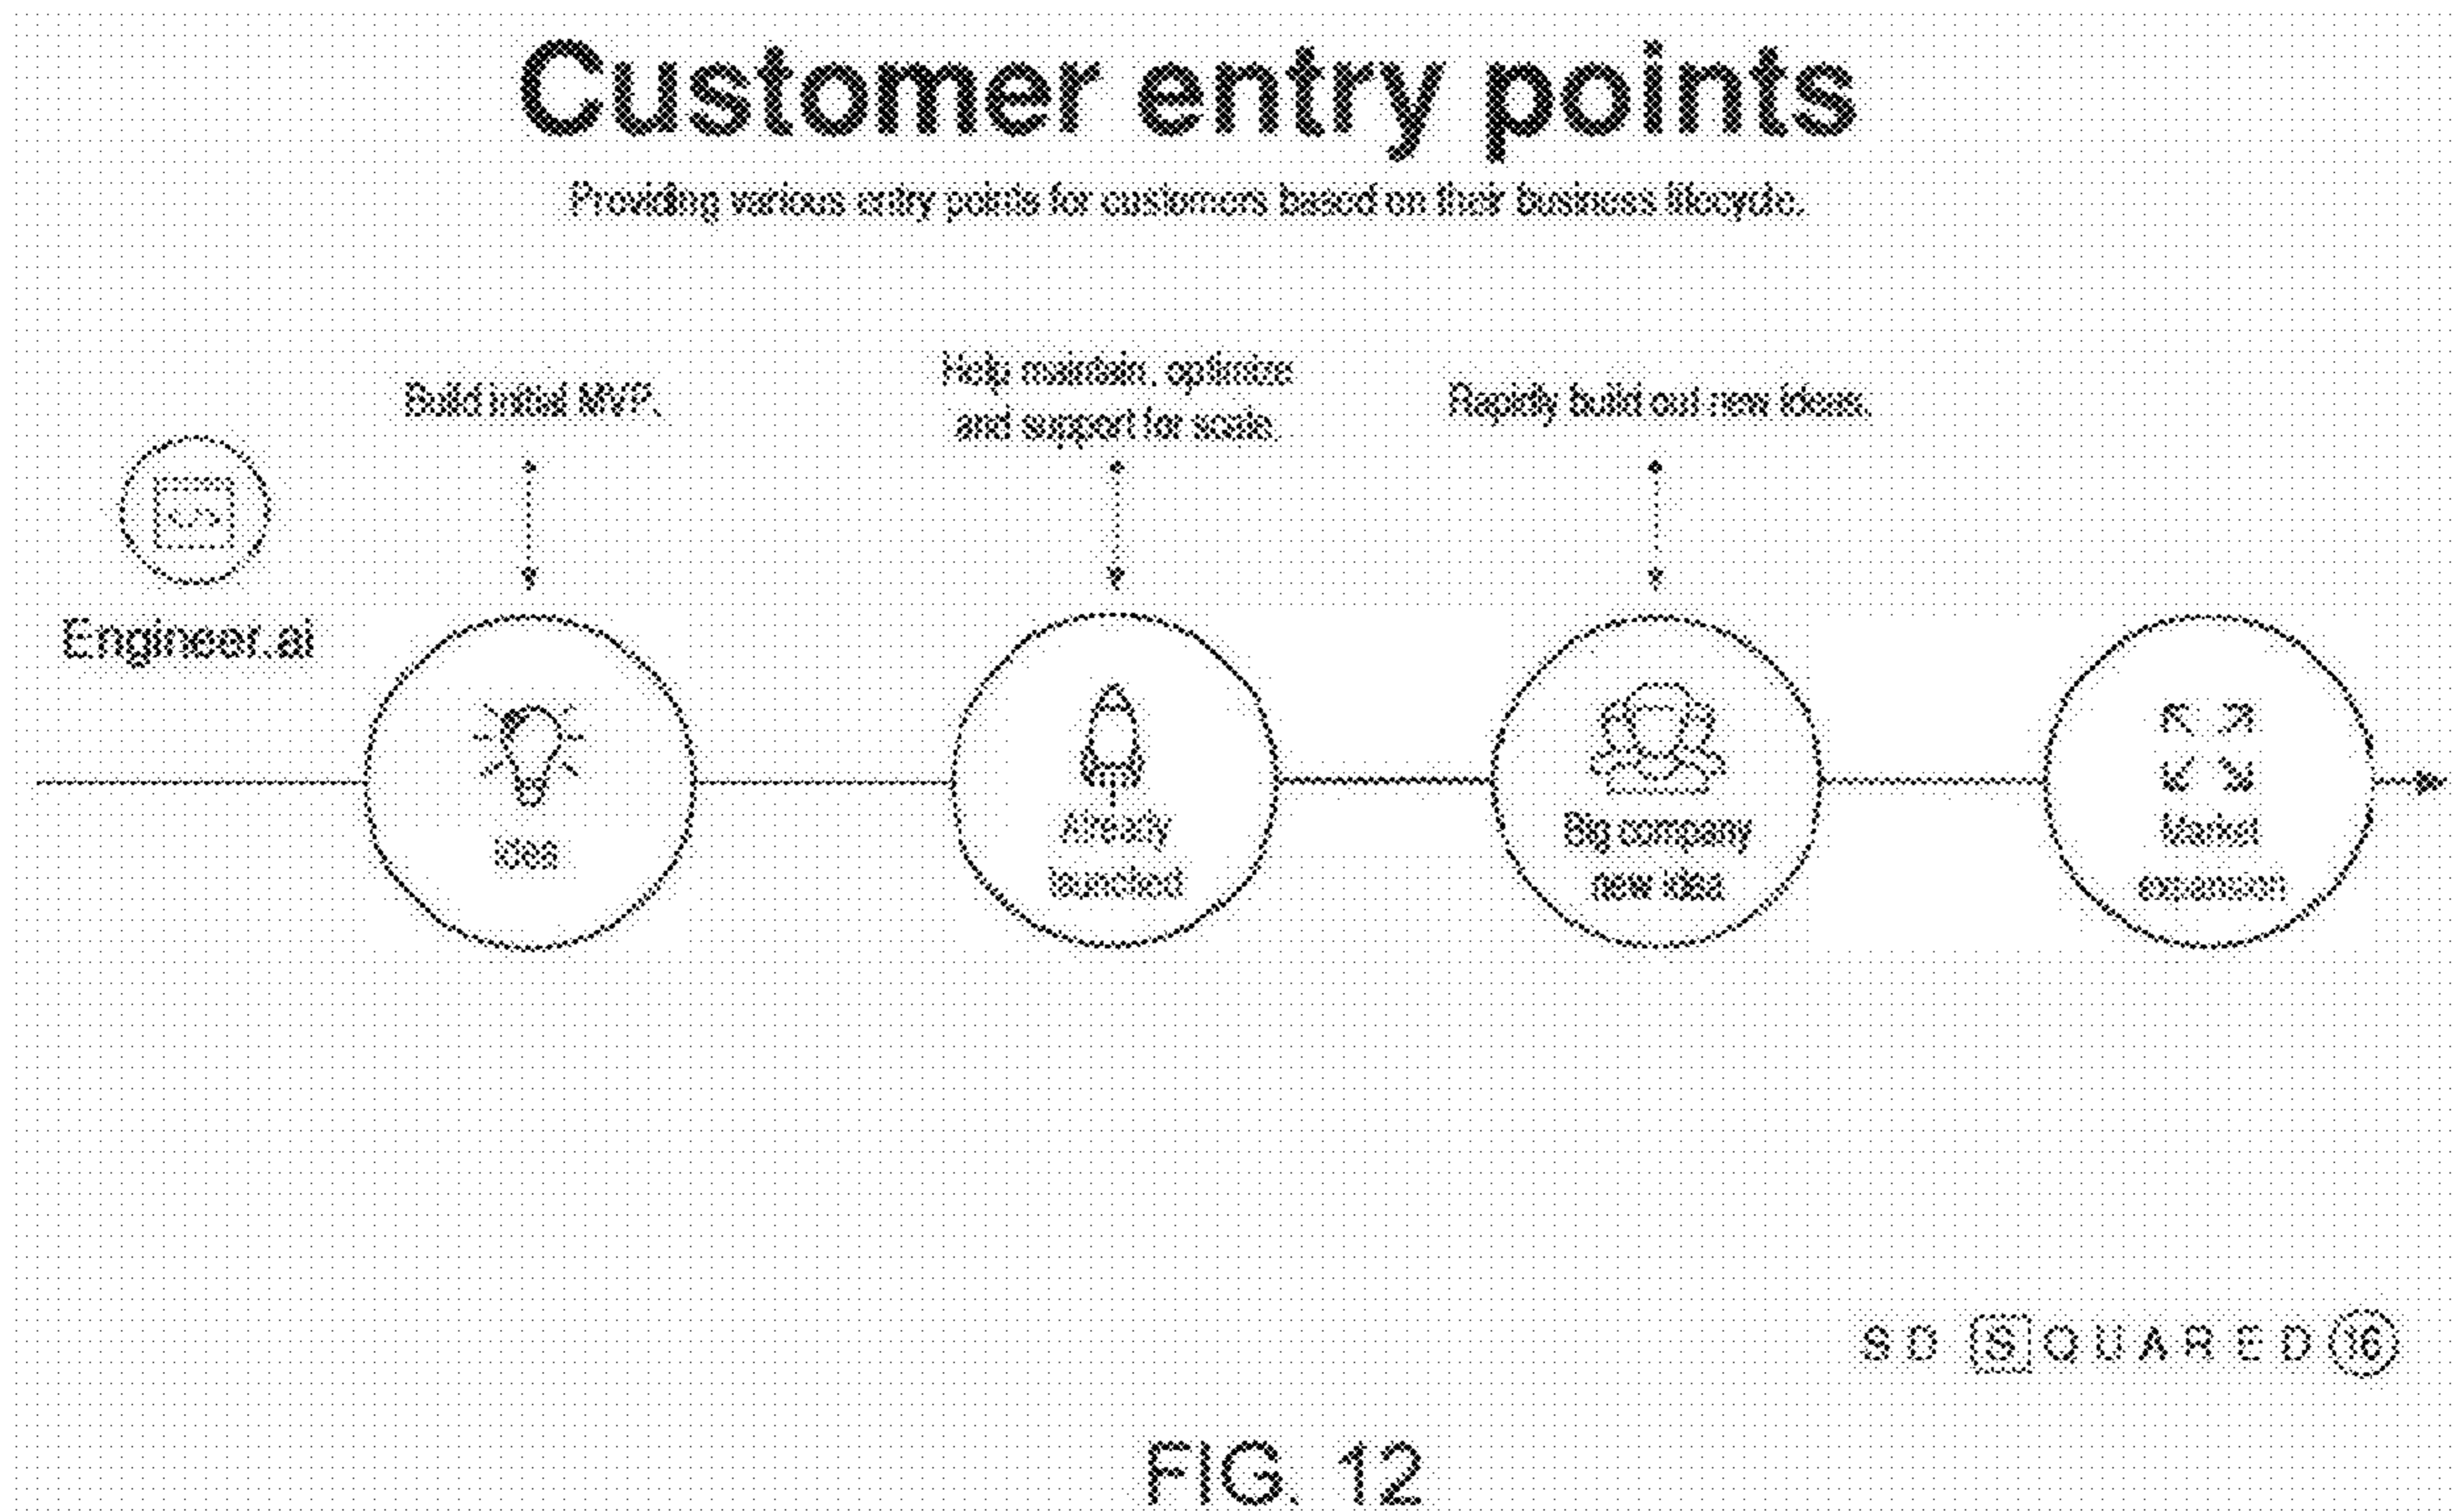 Customer entry points
Providing various entry points for customers based on their business lifecycle.
Build initial MVP.
Help maintain, optimize
and support for scale.
Rapidly build out new ideas.
Engineer.ai
Idea
Already
launched
Big company
new idea
Market
expansion
SD SQUARED 16
FIG. 12